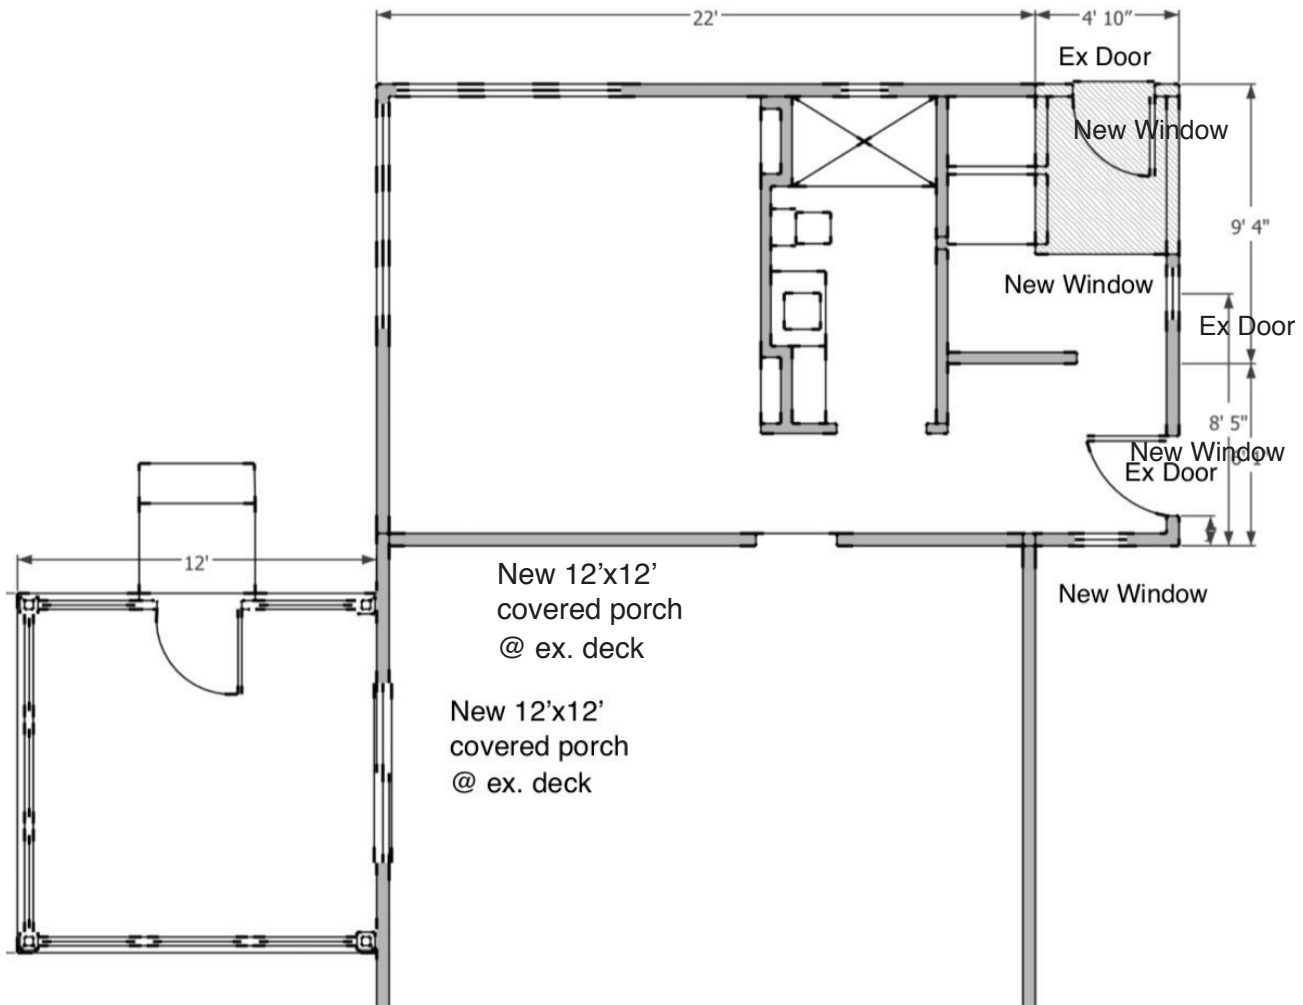 22'
4' 10"
Ex Door
New Window
9' 4"
New Window
Ex Door
8' 5"
New Window
Ex Door
12'
New 12'x12'
covered porch
@ ex. deck
New Window
New 12'x12'
covered porch
@ ex. deck